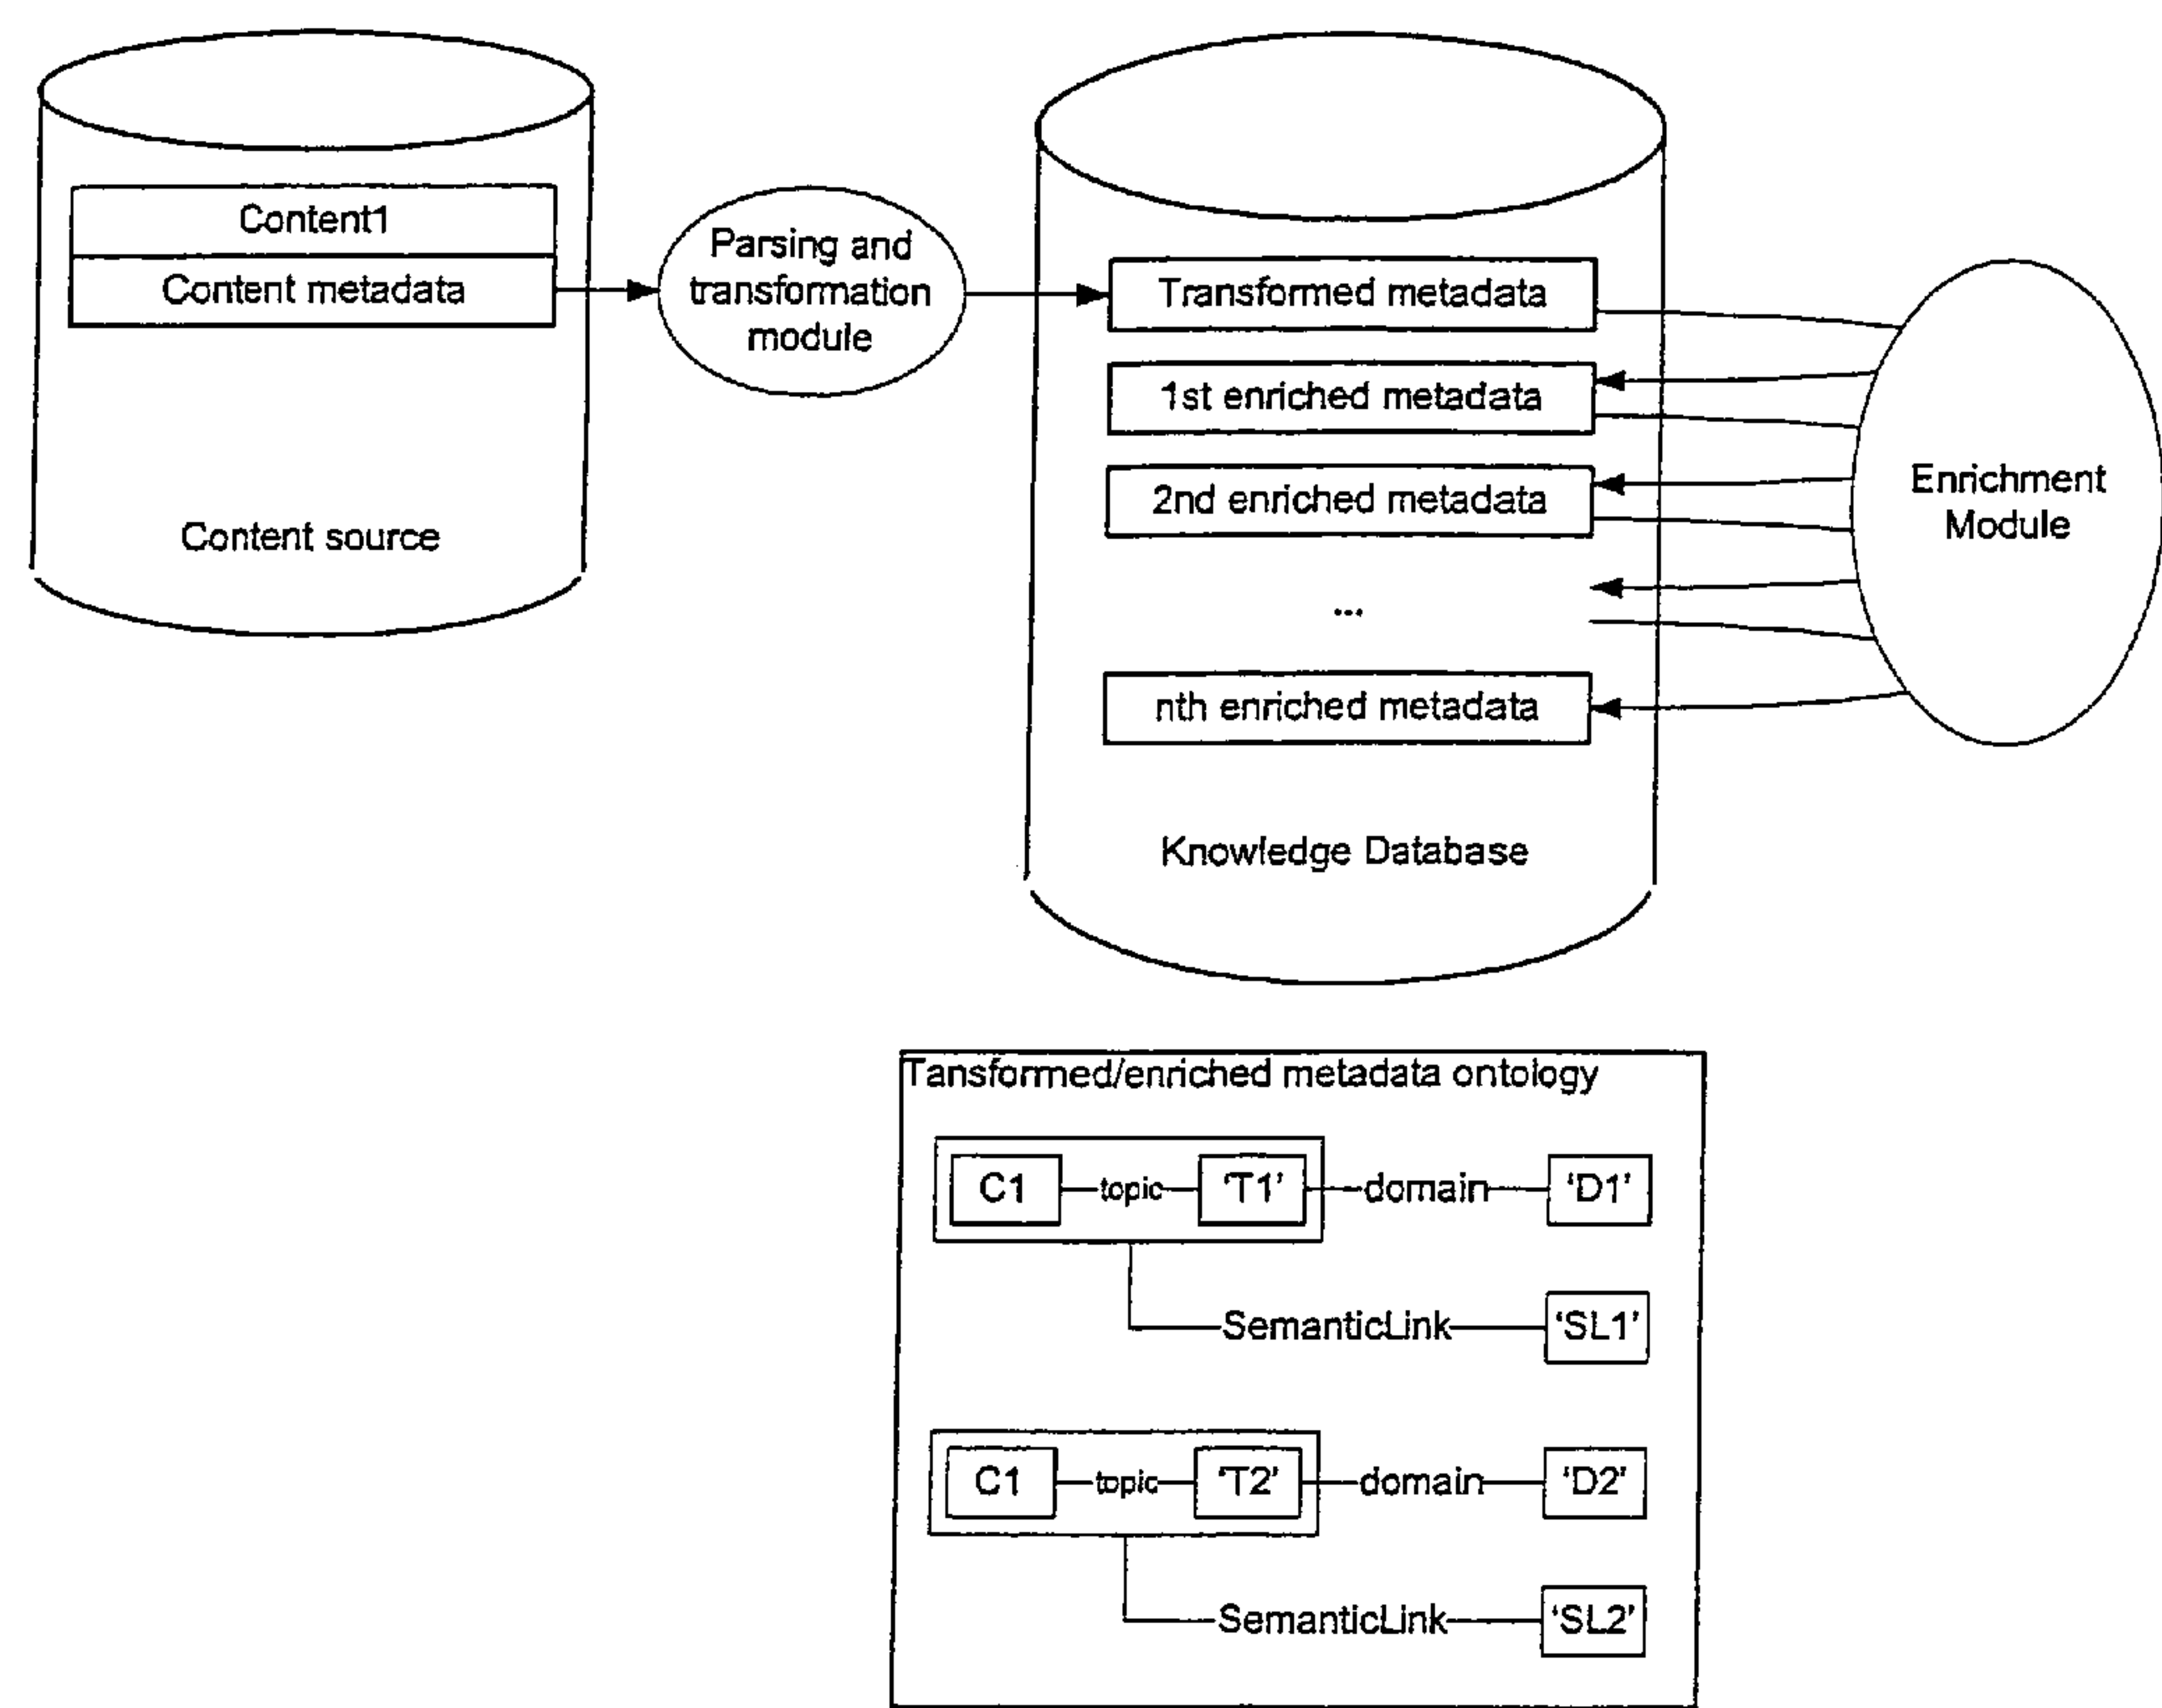 Content1
Content metadata
Content source
Parsing and
transformation
module
Transformed metadata
1st enriched metadata
2nd enriched metadata
...
nth enriched metadata
Knowledge Database
Enrichment
Module
Tansformed/enriched metadata ontology
C1 topic ‘T1’ domain ‘D1’
SemanticLink ‘SL1’
C1 topic ‘T2’ domain ‘D2’
SemanticLink ‘SL2’